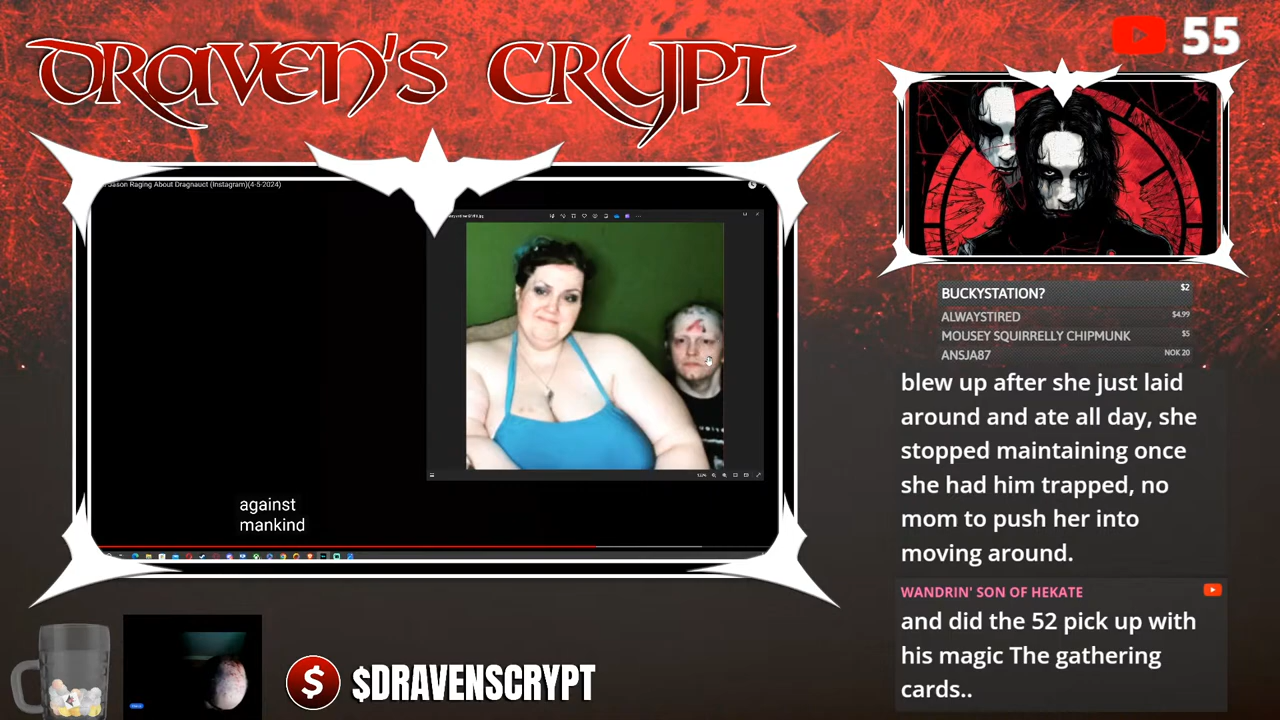 DRAVEN'S CRYPT
55
Jason Raging About Dragnauct (Instagram)(4-5-2024)
against
mankind
BUCKYSTATION? $2
ALWAYSTIRED $4.99
MOUSEY SQUIRRELLY CHIPMUNK $5
ANSJA87 NOK 20
blew up after she just laid
around and ate all day, she
stopped maintaining once
she had him trapped, no
mom to push her into
moving around.
WANDRIN' SON OF HEKATE
and did the 52 pick up with
his magic The gathering
cards..
$ $DRAVENSCRYPT